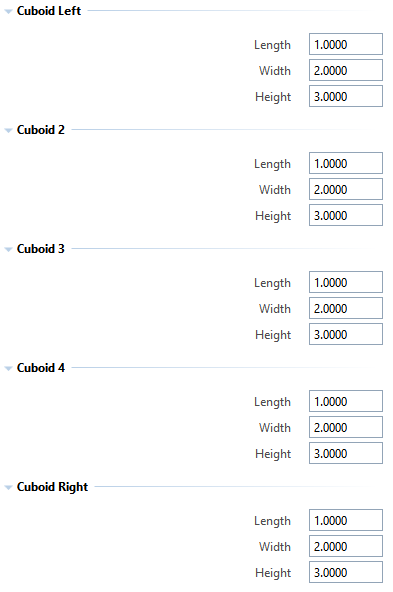 Cuboid Left
Length 1.0000
Width 2.0000
Height 3.0000
Cuboid 2
Length 1.0000
Width 2.0000
Height 3.0000
Cuboid 3
Length 1.0000
Width 2.0000
Height 3.0000
Cuboid 4
Length 1.0000
Width 2.0000
Height 3.0000
Cuboid Right
Length 1.0000
Width 2.0000
Height 3.0000